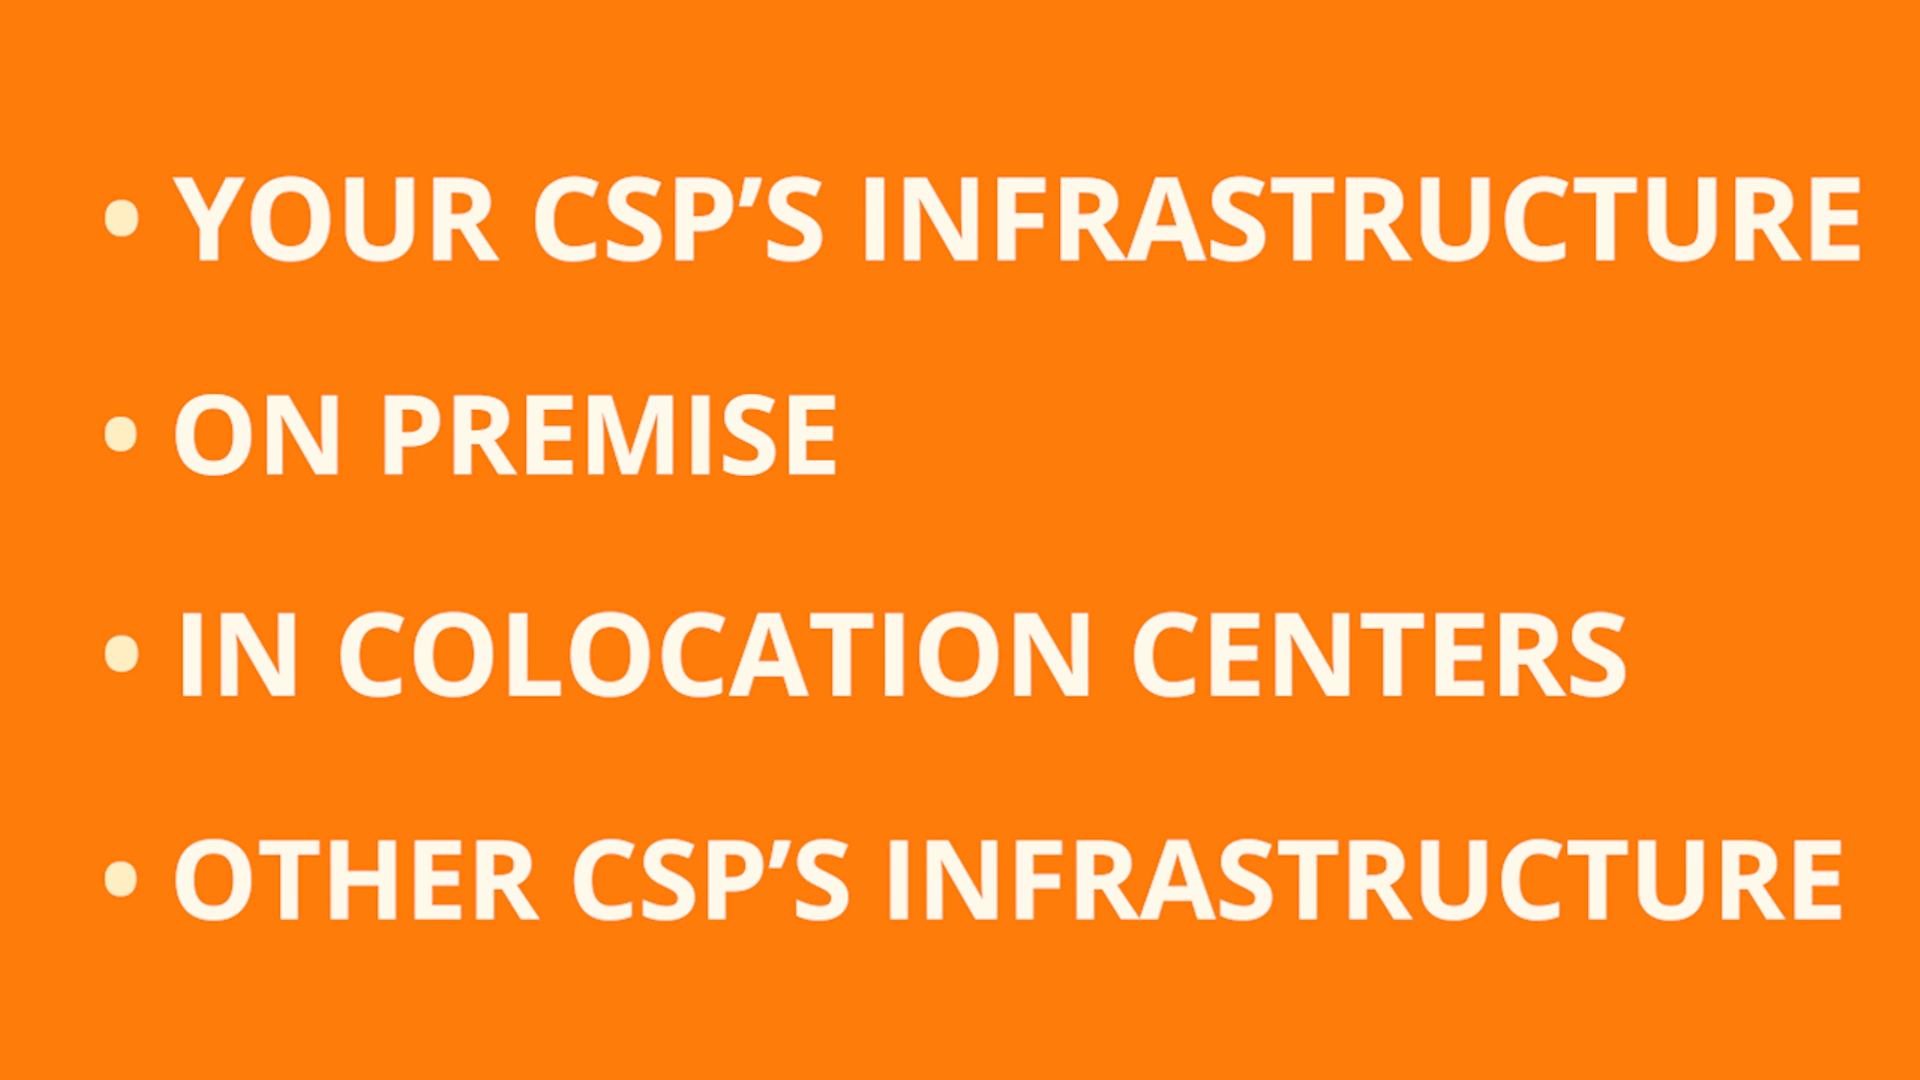 • YOUR CSP’S INFRASTRUCTURE
• ON PREMISE
• IN COLOCATION CENTERS
• OTHER CSP’S INFRASTRUCTURE